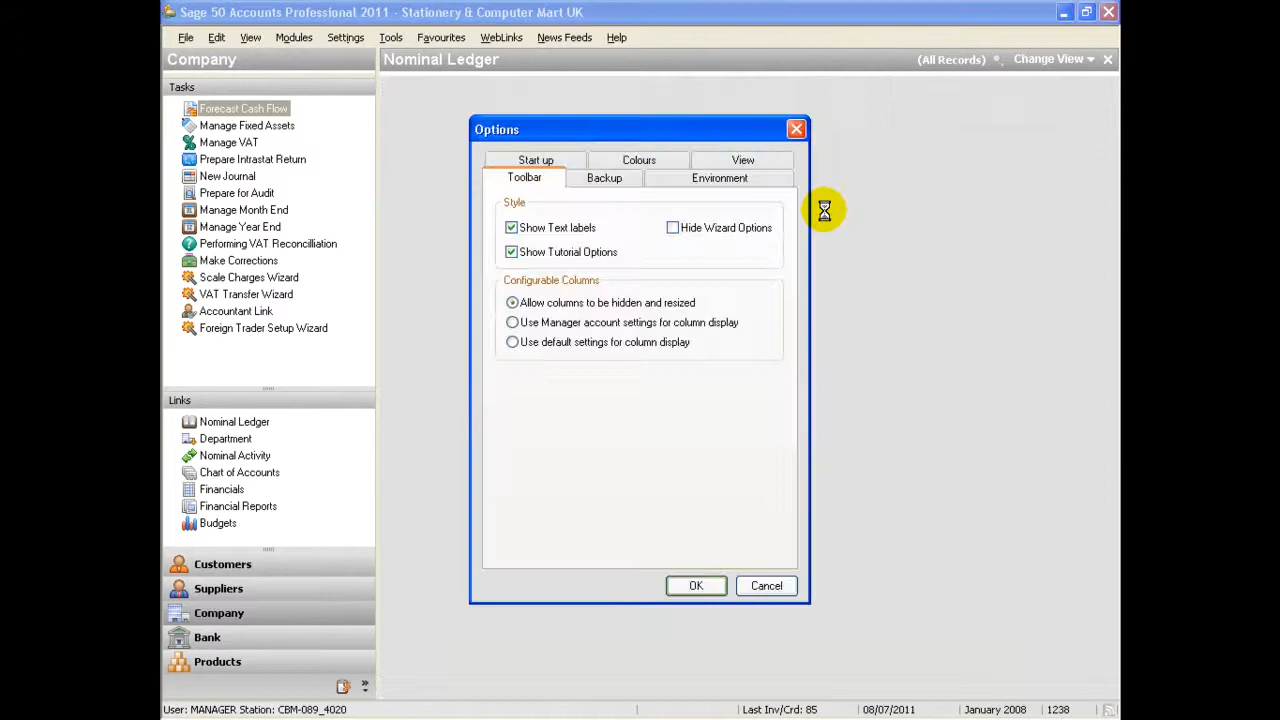 Sage 50 Accounts Professional 2011 - Stationery & Computer Mart UK
File Edit View Modules Settings Tools Favourites WebLinks News Feeds Help
Company
Nominal Ledger
(All Records)
Change View
Tasks
Forecast Cash Flow
Manage Fixed Assets
Manage VAT
Prepare Intrastat Return
New Journal
Prepare for Audit
Manage Month End
Manage Year End
Performing VAT Reconcilliation
Make Corrections
Scale Charges Wizard
VAT Transfer Wizard
Accountant Link
Foreign Trader Setup Wizard
Links
Nominal Ledger
Department
Nominal Activity
Chart of Accounts
Financials
Financial Reports
Budgets
Customers
Suppliers
Company
Bank
Products
Options
Start up Colours View
Toolbar Backup Environment
Style
Show Text labels Hide Wizard Options
Show Tutorial Options
Configurable Columns
Allow columns to be hidden and resized
Use Manager account settings for column display
Use default settings for column display
OK Cancel
User: MANAGER Station: CBM-089_4020 Last Inv/Crd: 85 08/07/2011 January 2008 1238